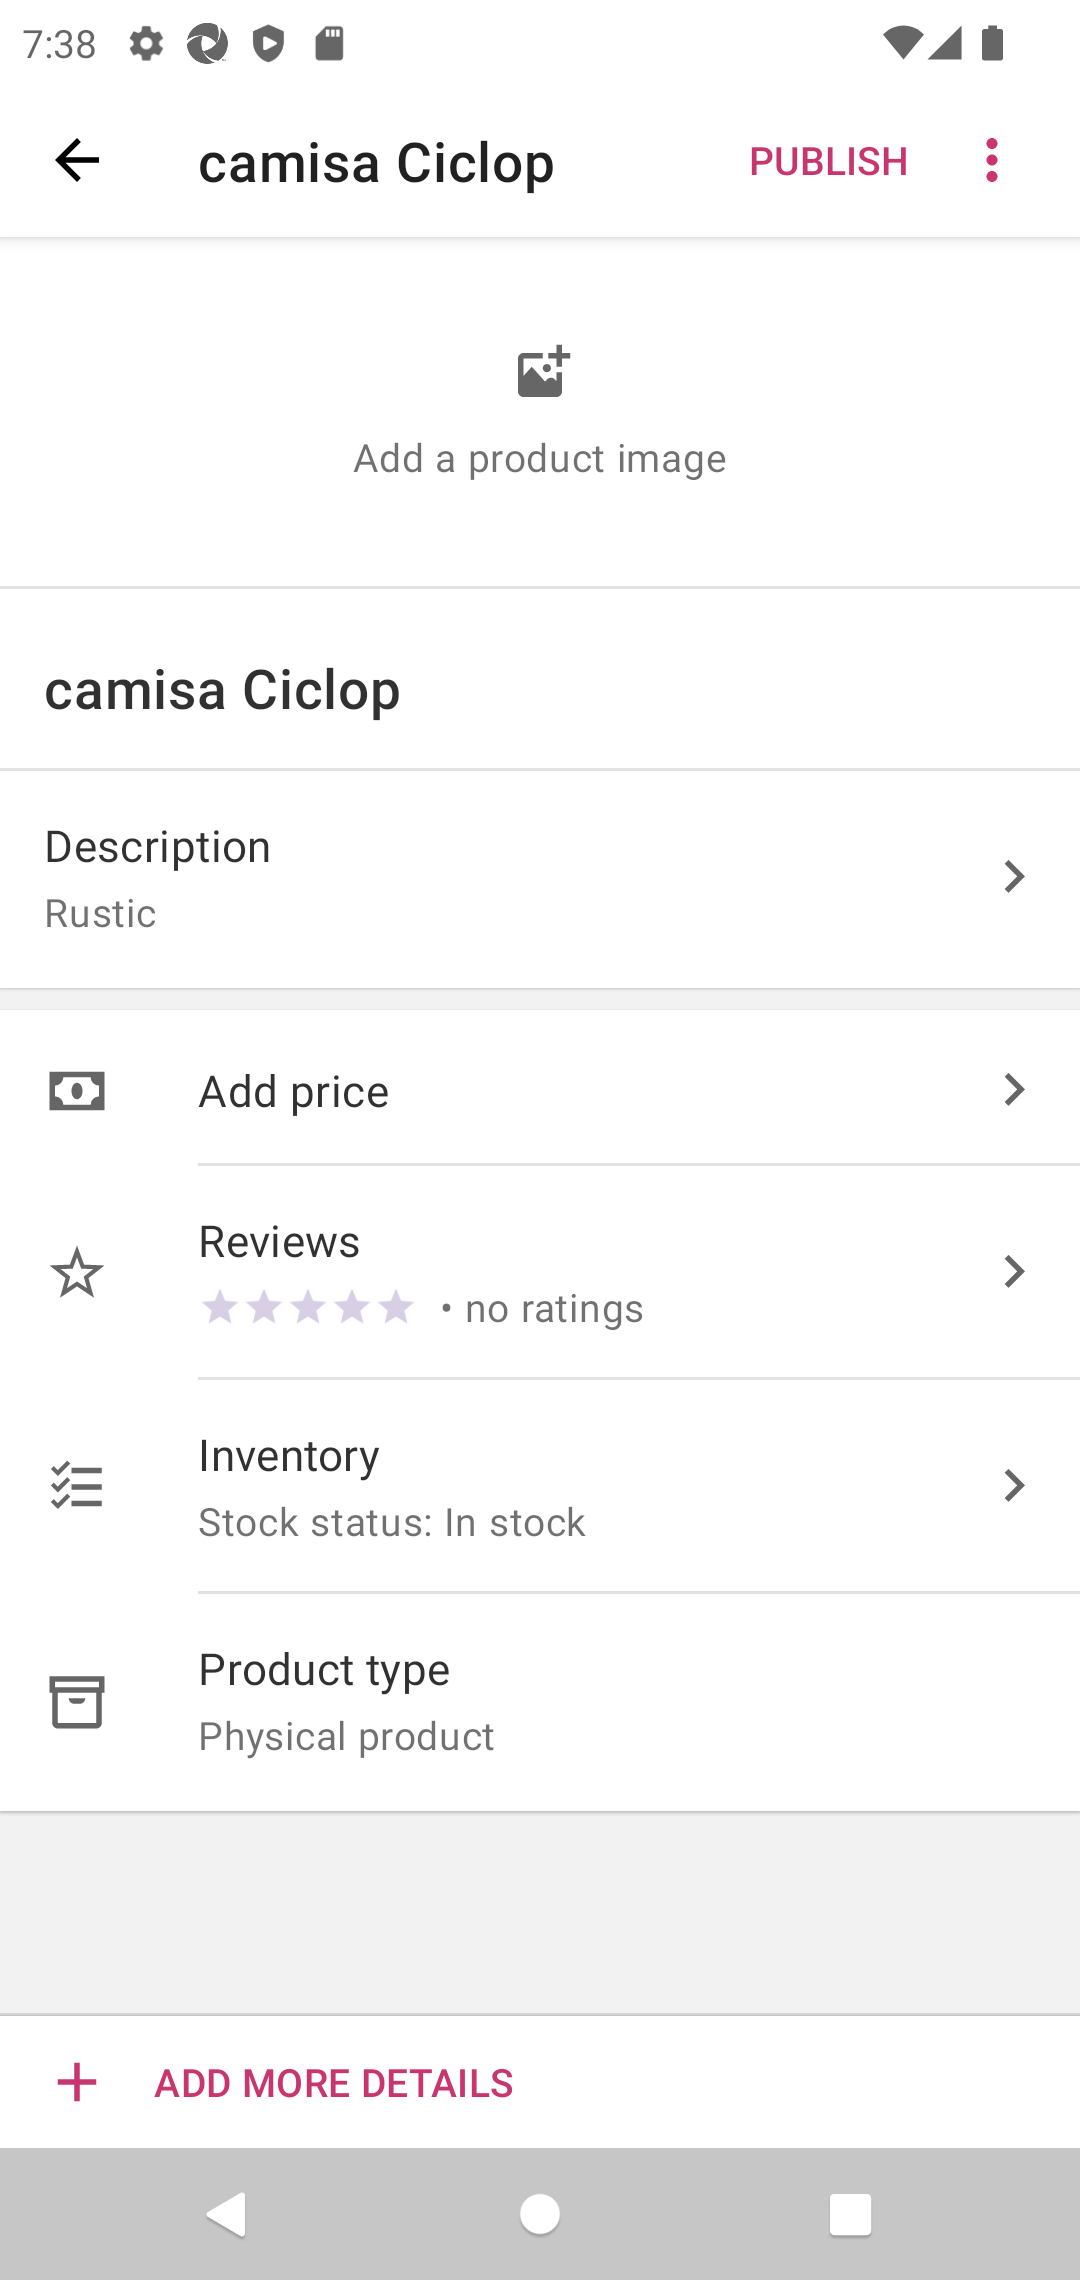 7:38
camisa Ciclop
PUBLISH
Add a product image
camisa Ciclop
Description
Rustic
Add price
Reviews
• no ratings
Inventory
Stock status: In stock
Product type
Physical product
ADD MORE DETAILS